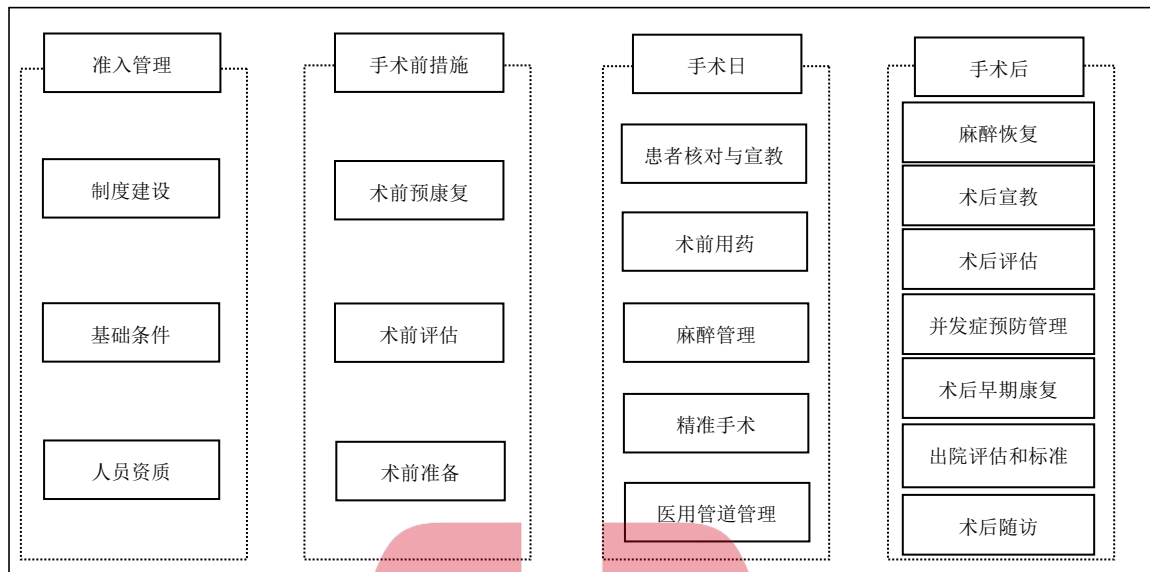 准入管理
制度建设
基础条件
人员资质
手术前措施
术前预康复
术前评估
术前准备
手术日
患者核对与宣教
术前用药
麻醉管理
精准手术
医用管道管理
手术后
麻醉恢复
术后宣教
术后评估
并发症预防管理
术后早期康复
出院评估和标准
术后随访